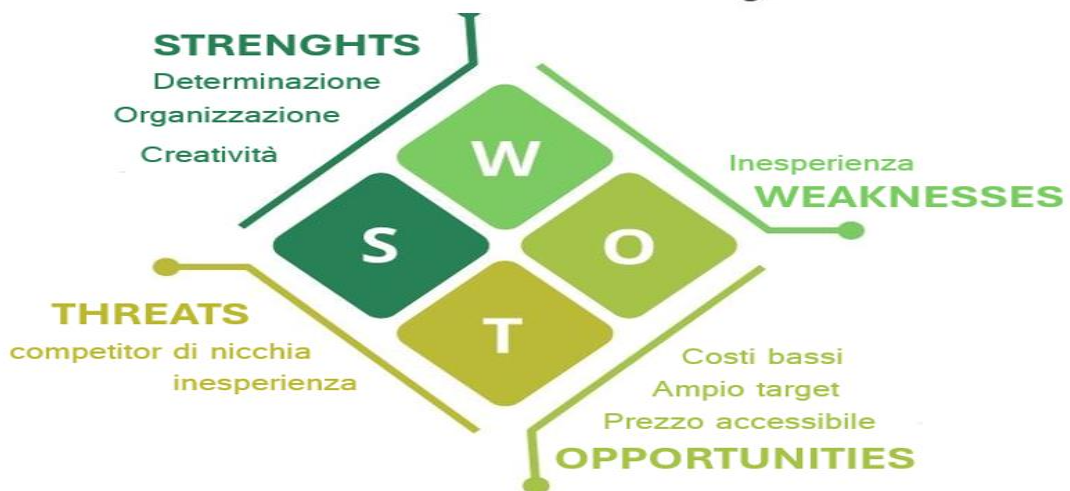 STRENGHTS
Determinazione
Organizzazione
Creatività
W
Inesperienza
WEAKNESSES
S
O
THREATS
competitor di nicchia
inesperienza
T
Costi bassi
Ampio target
Prezzo accessibile
OPPORTUNITIES